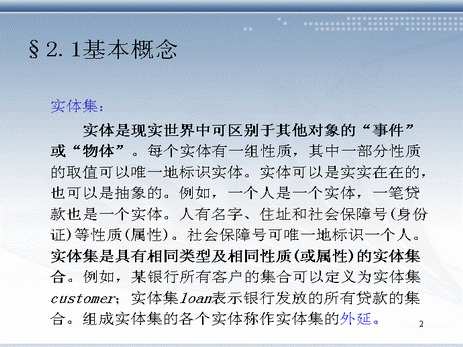 §2.1基本概念
实体集：
实体是现实世界中可区别于其他对象的“事件”
或“物体”。每个实体有一组性质，其中一部分性质
的取值可以唯一地标识实体。实体可以是实实在在的，
也可以是抽象的。例如，一个人是一个实体，一笔贷
款也是一个实体。人有名字、住址和社会保障号(身份
证)等性质(属性)。社会保障号可唯一地标识一个人。
实体集是具有相同类型及相同性质(或属性)的实体集
合。例如，某银行所有客户的集合可以定义为实体集
customer；实体集loan表示银行发放的所有贷款的集
合。组成实体集的各个实体称作实体集的外延。
2